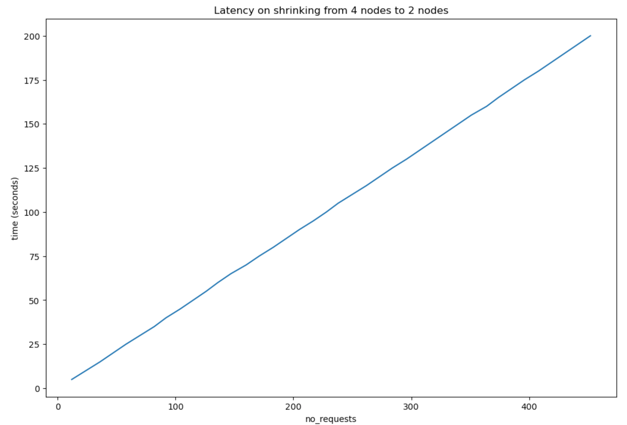 Latency on shrinking from 4 nodes to 2 nodes
200
175
150
125
100
75
50
25
0
time (seconds)
0 100 200 300 400
no_requests